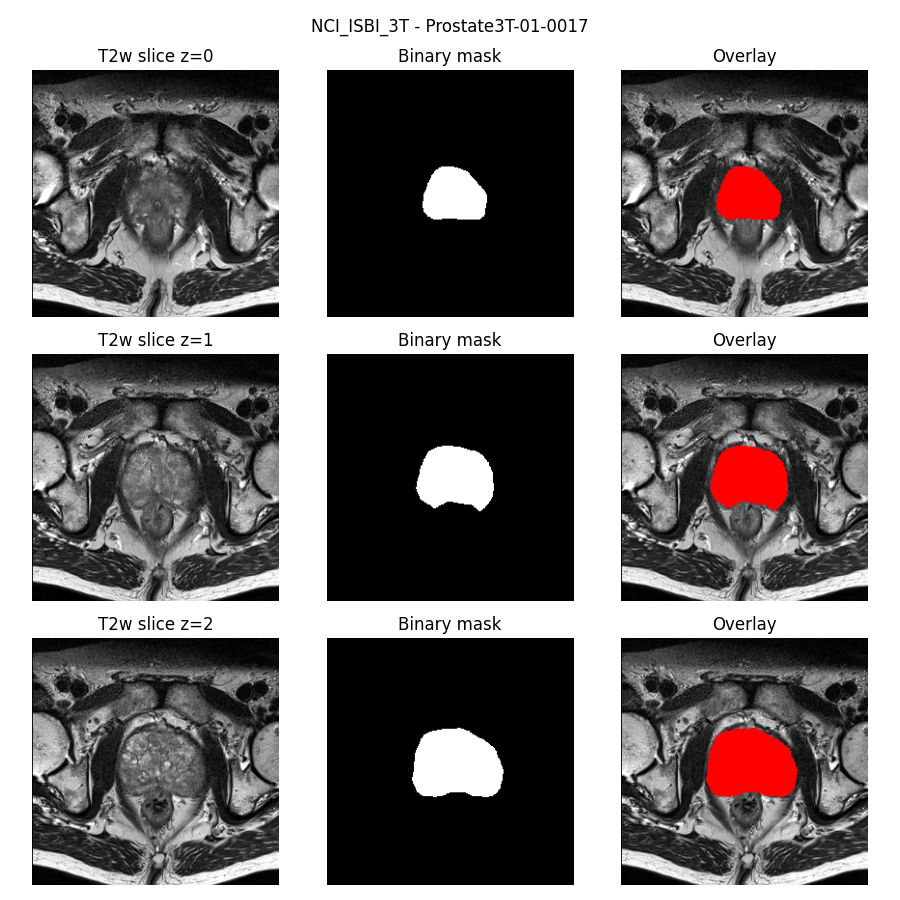 NCI_ISBI_3T - Prostate3T-01-0017
T2w slice z=0
Binary mask
Overlay
T2w slice z=1
Binary mask
Overlay
T2w slice z=2
Binary mask
Overlay